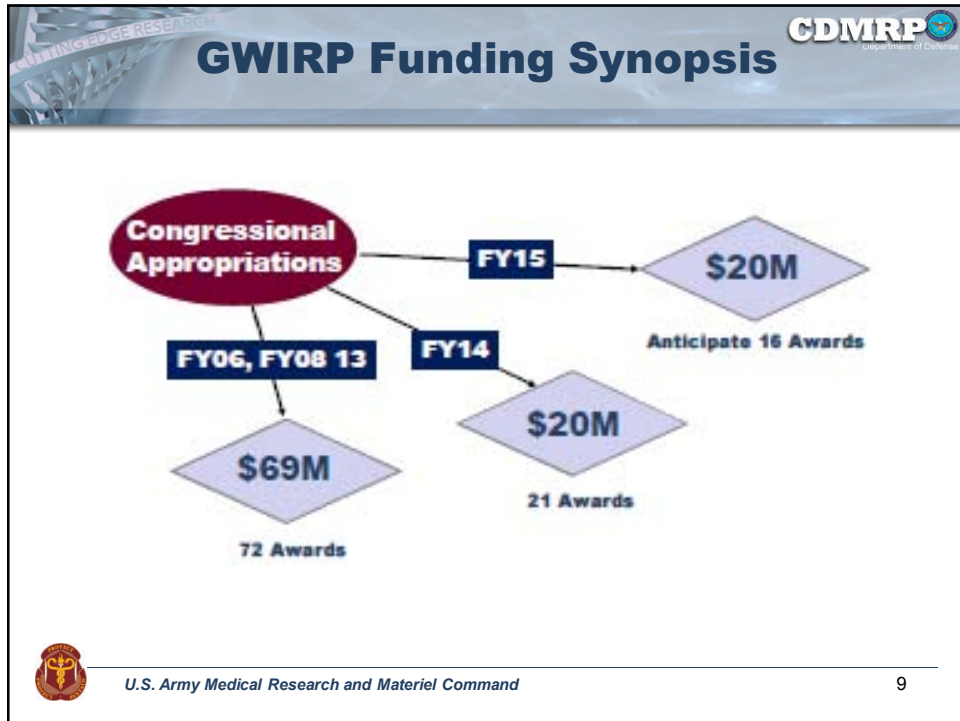 CUTTING EDGE RESEARCH
CDMRP
Department of Defense
GWIRP Funding Synopsis
Congressional
Appropriations
FY15
$20M
Anticipate 16 Awards
FY06, FY08 13
FY14
$20M
21 Awards
$69M
72 Awards
PROTECT
U.S. Army Medical Research and Materiel Command
9